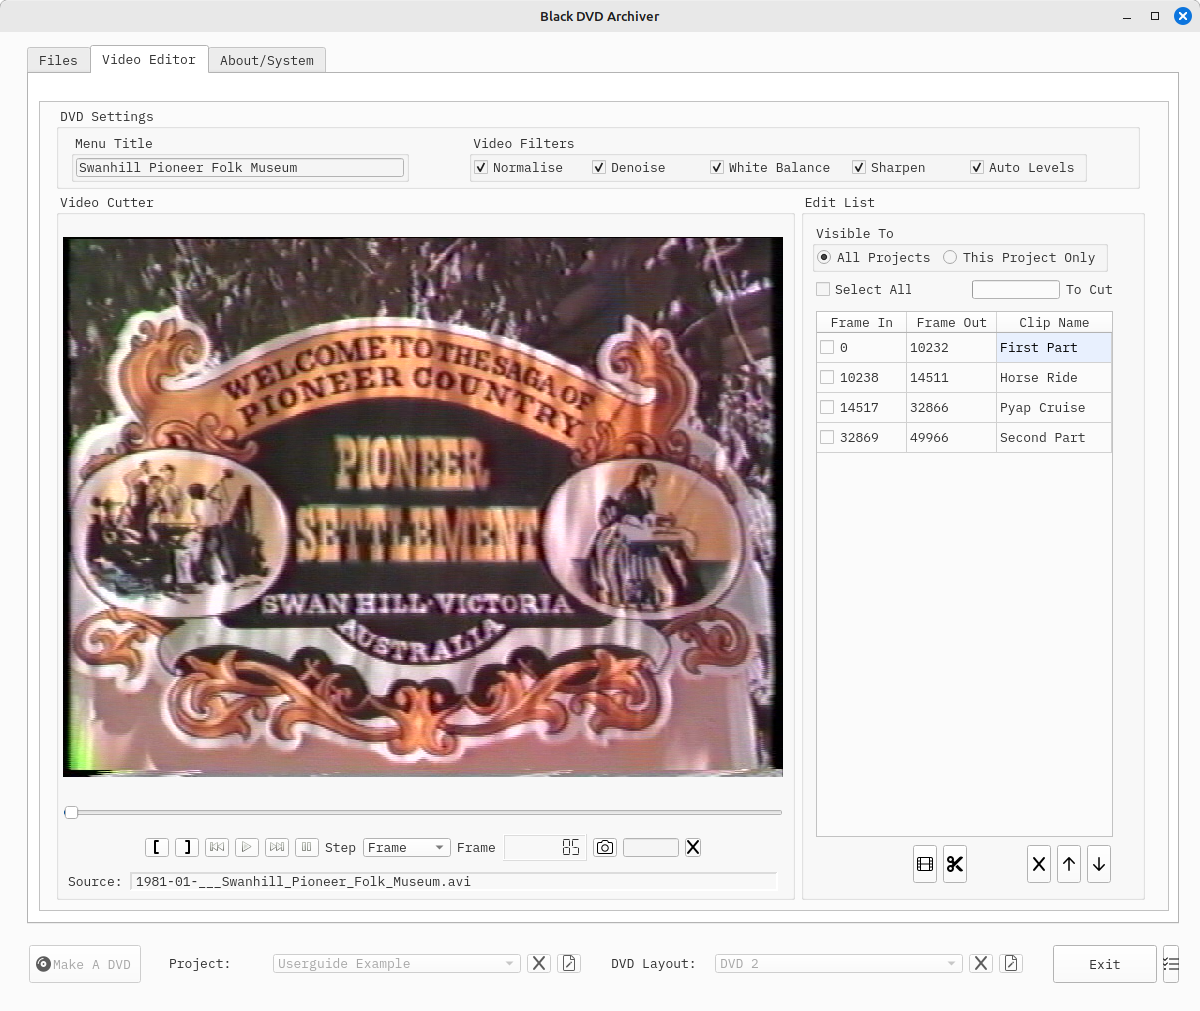 Black DVD Archiver
Files
Video Editor
About/System
DVD Settings
Menu Title
Video Filters
Swanhill Pioneer Folk Museum
Normalise
Denoise
White Balance
Sharpen
Auto Levels
Video Cutter
Edit List
WELCOME TO THE SAGA OF
PIONEER COUNTRY
PIONEER
SETTLEMENT
SWAN HILL·VICTORIA
AUSTRALIA
Visible To
All Projects
This Project Only
Select All
To Cut
Frame In Frame Out Clip Name
0 10232 First Part
10238 14511 Horse Ride
14517 32866 Pyap Cruise
32869 49966 Second Part
[ ] Step Frame Frame
Source: 1981-01-___Swanhill_Pioneer_Folk_Museum.avi
Make A DVD
Project: Userguide Example
DVD Layout: DVD 2
Exit